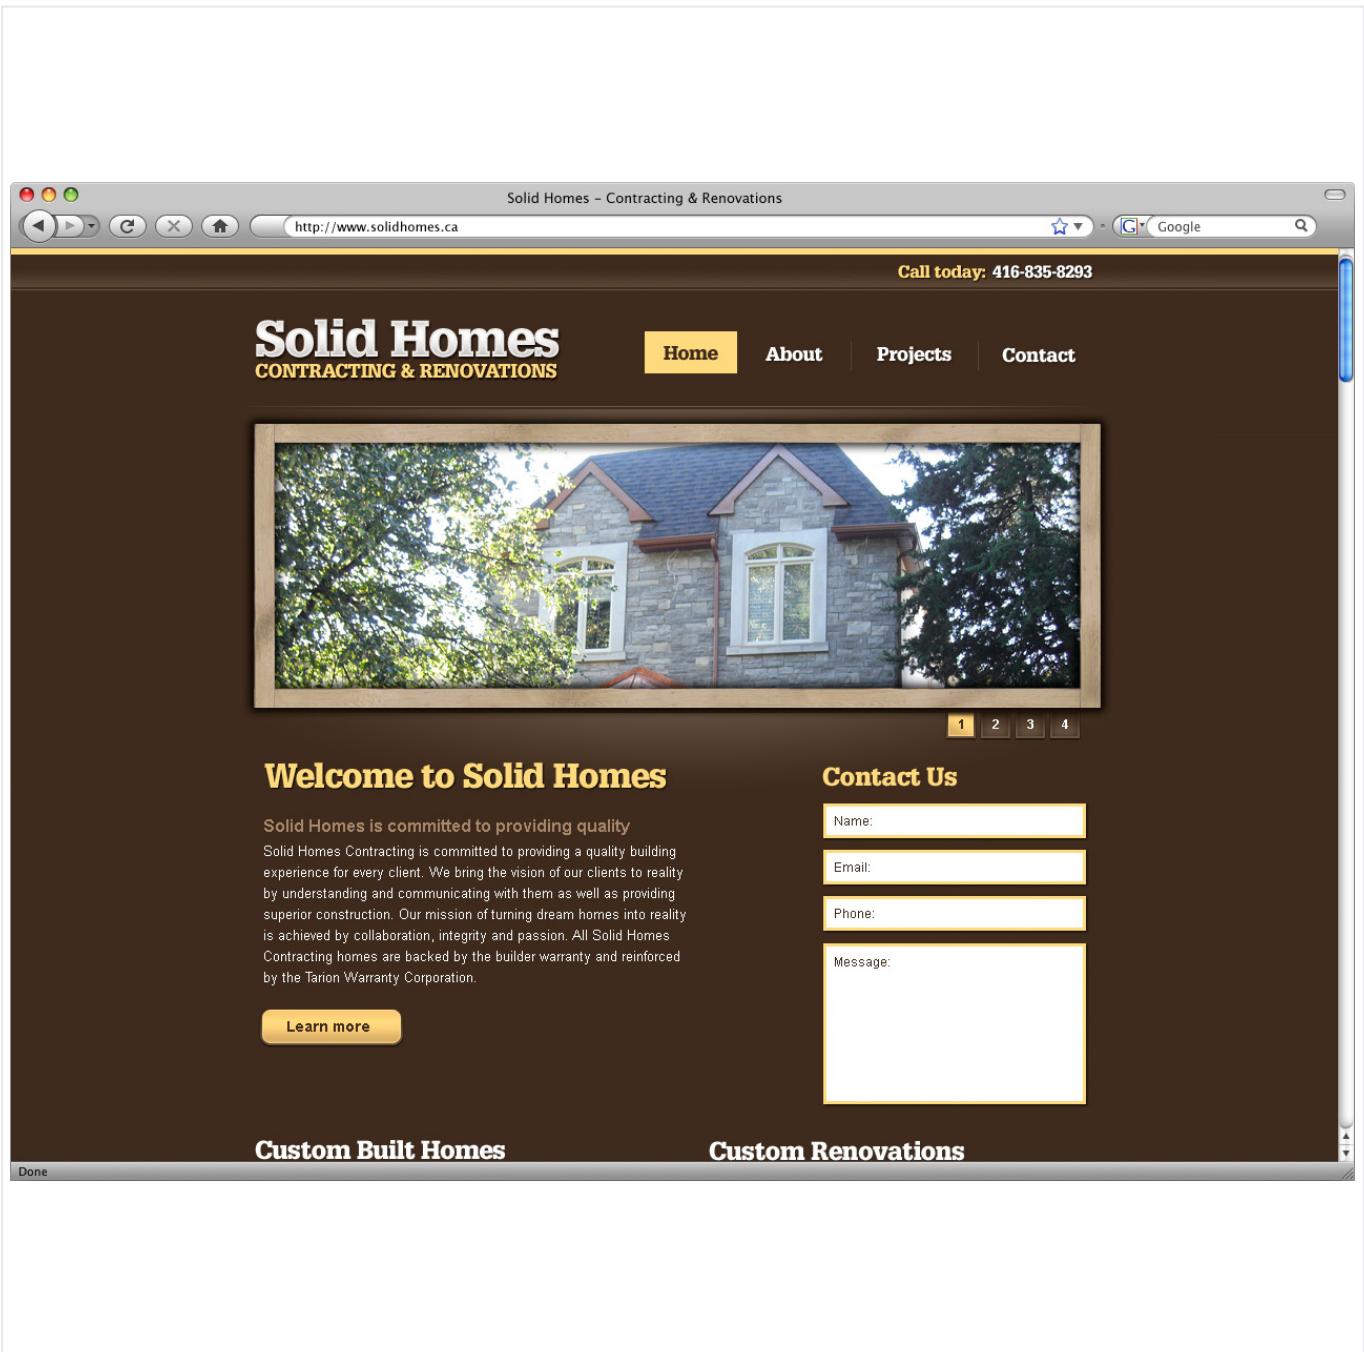 Solid Homes – Contracting & Renovations
http://www.solidhomes.ca
Google
Call today: 416-835-8293
Solid Homes
CONTRACTING & RENOVATIONS
Home About Projects Contact
1 2 3 4
Welcome to Solid Homes
Solid Homes is committed to providing quality
Solid Homes Contracting is committed to providing a quality building
experience for every client. We bring the vision of our clients to reality
by understanding and communicating with them as well as providing
superior construction. Our mission of turning dream homes into reality
is achieved by collaboration, integrity and passion. All Solid Homes
Contracting homes are backed by the builder warranty and reinforced
by the Tarion Warranty Corporation.
Learn more
Contact Us
Name:
Email:
Phone:
Message:
Custom Built Homes
Custom Renovations
Done